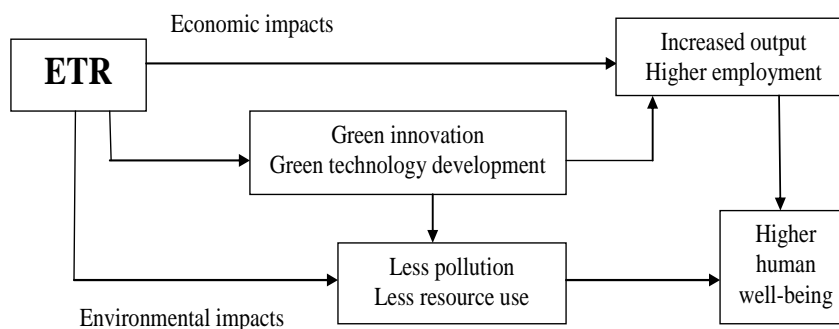 Economic impacts
ETR
Increased output
Higher employment
Green innovation
Green technology development
Less pollution
Less resource use
Higher
human
well-being
Environmental impacts